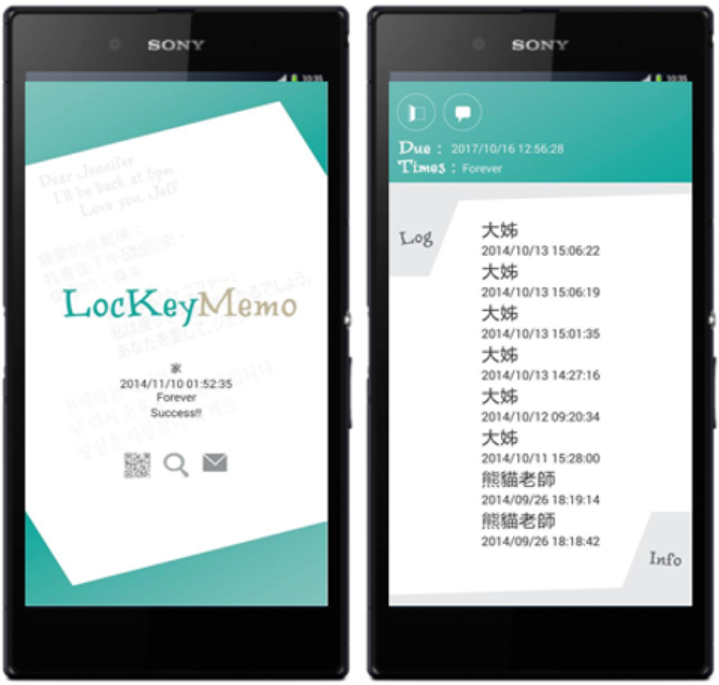 SONY
10:35
Dear Jennifer
I'll be back at 5pm.
Love you, Jeff
LocKeyMemo
家
2014/11/10 01:52:35
Forever
Success!!
SONY
10:35
Due : 2017/10/16 12:56:28
Times : Forever
Log
大姊
2014/10/13 15:06:22
大姊
2014/10/13 15:06:19
大姊
2014/10/13 15:01:35
大姊
2014/10/13 14:27:16
大姊
2014/10/12 09:20:34
大姊
2014/10/11 15:28:00
熊貓老師
2014/09/26 18:19:14
熊貓老師
2014/09/26 18:18:42
Info